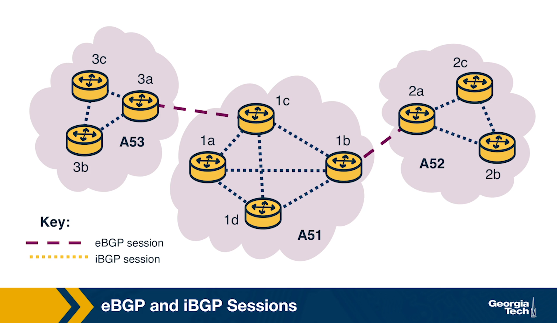 3c
3a
2c
2a
1c
1a
1b
A53
3b
A52
2b
1d
A51
Key:
eBGP session
iBGP session
eBGP and iBGP Sessions
Georgia
Tech